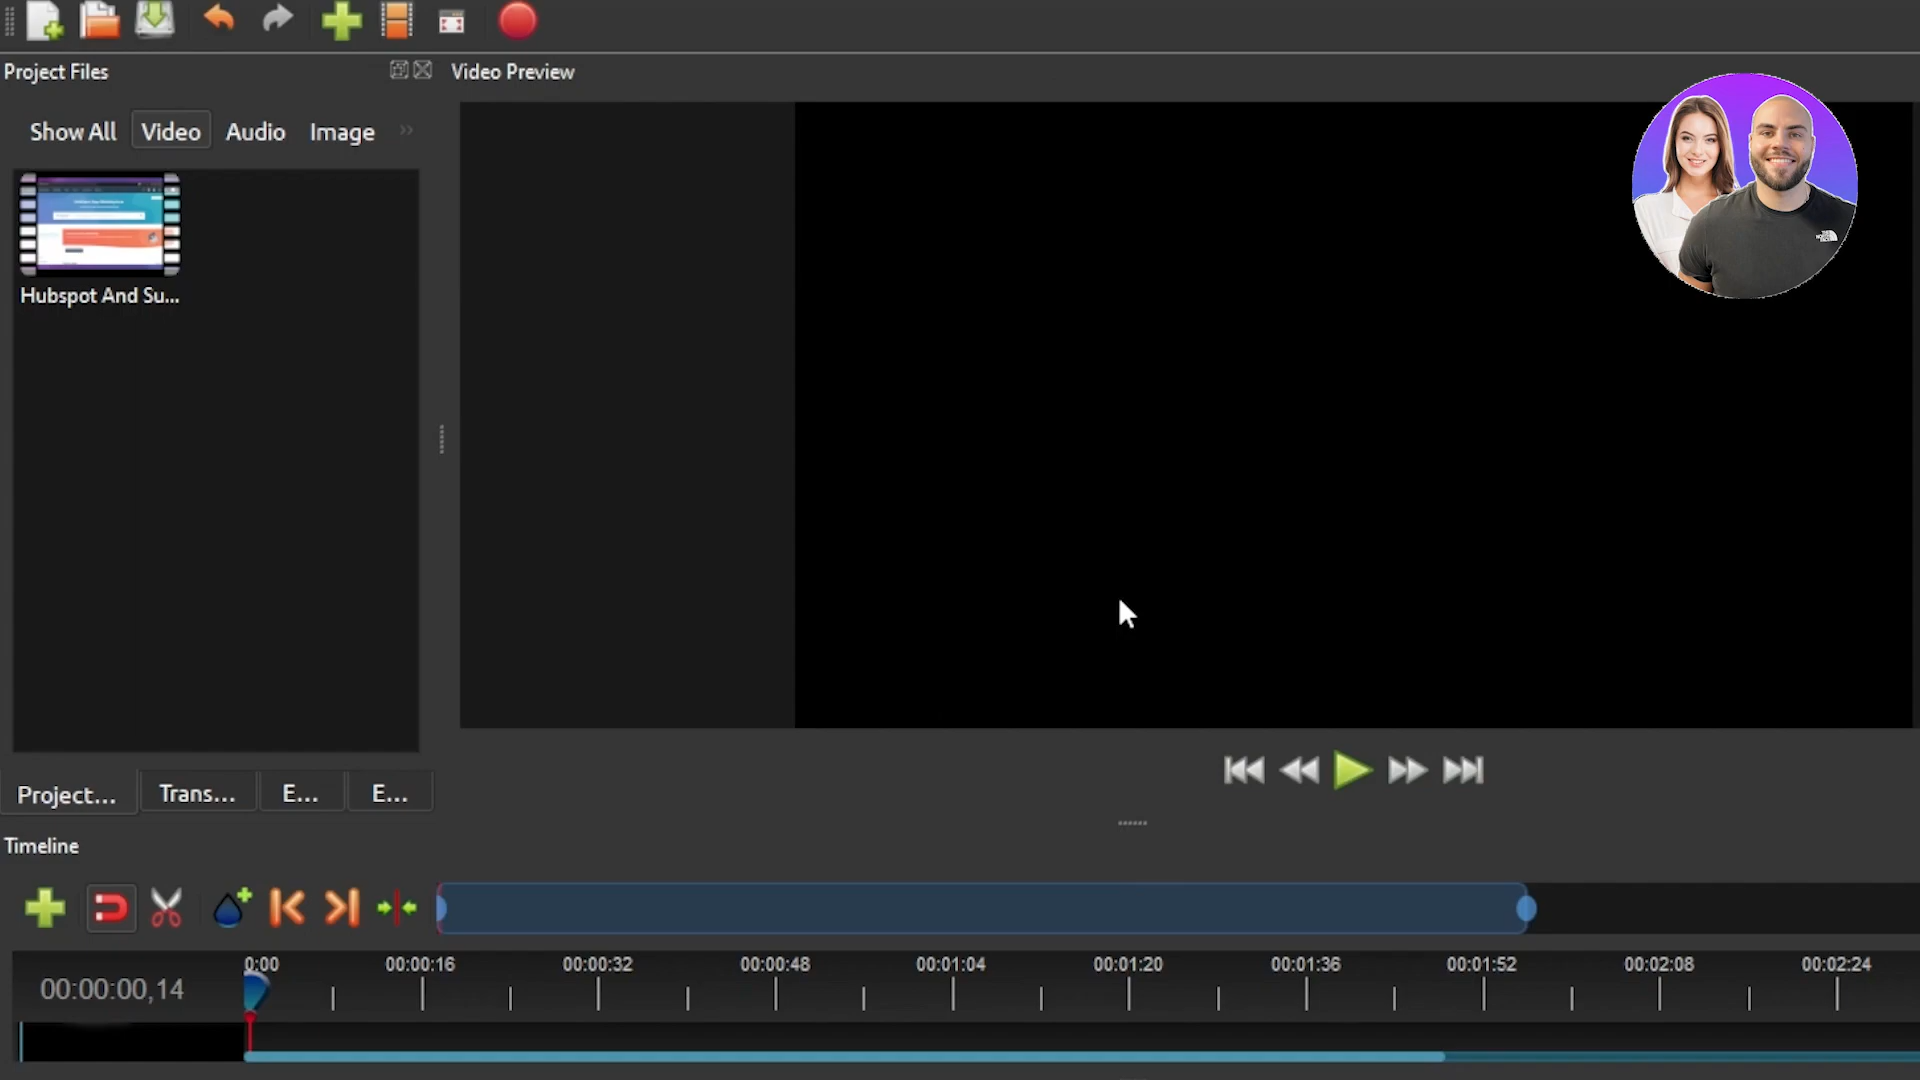 Project Files
Video Preview
Show All Video Audio Image
Hubspot And Su...
Project... Trans... E... E...
Timeline
00:00:00,14
0:00 00:00:16 00:00:32 00:00:48 00:01:04 00:01:20 00:01:36 00:01:52 00:02:08 00:02:24